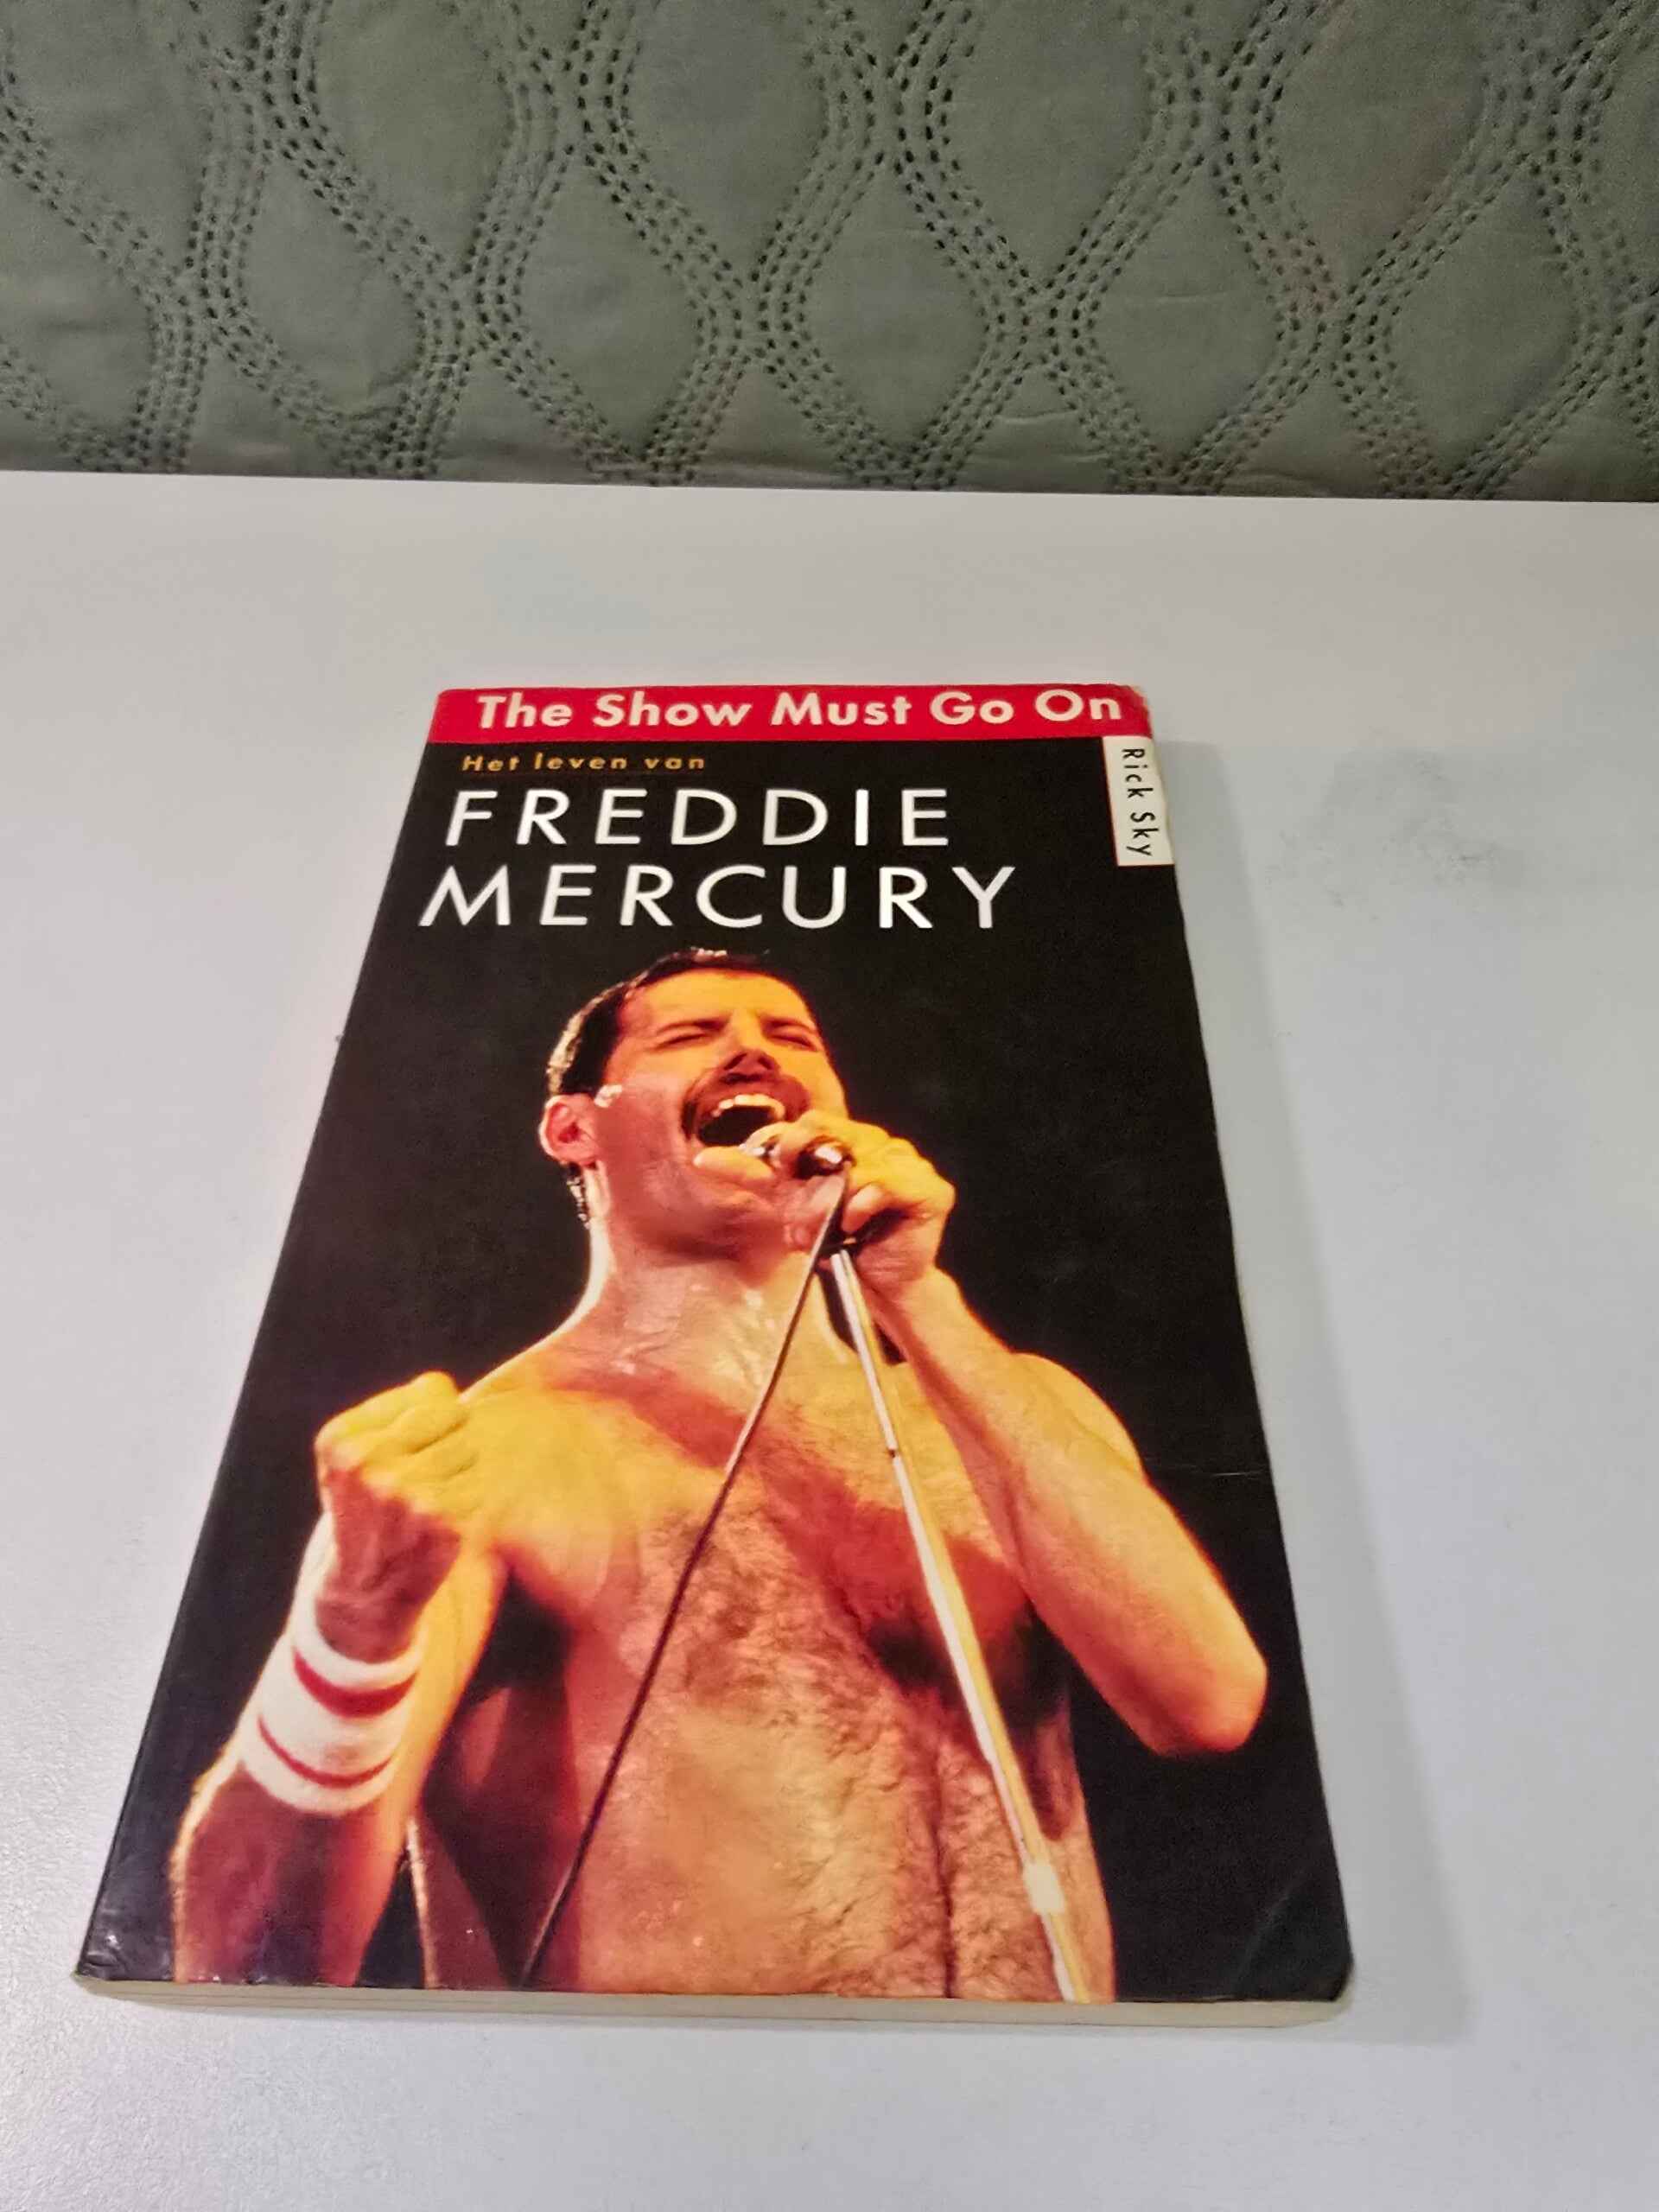 The Show Must Go On
Het leven van
FREDDIE
MERCURY
Rick Sky